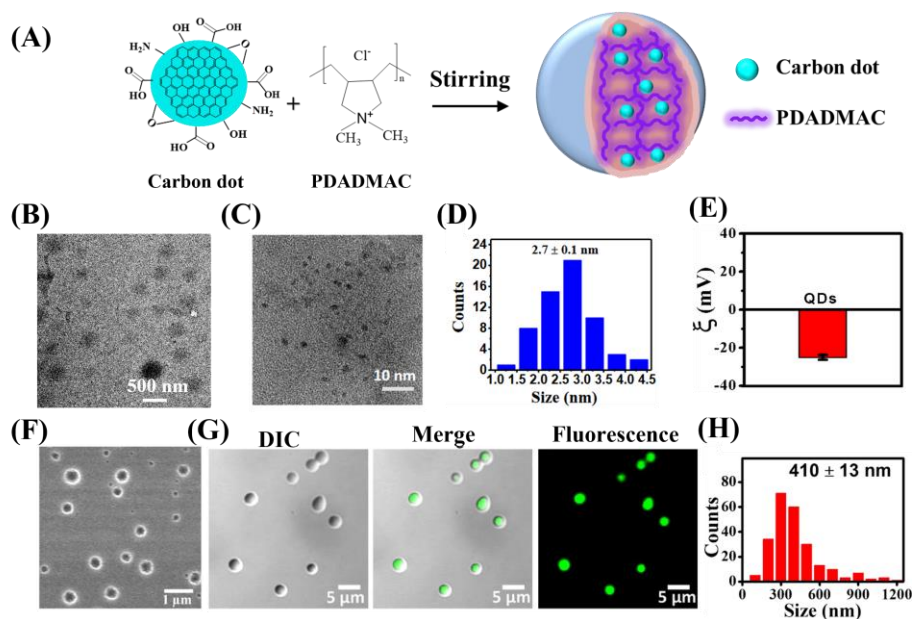 (A)
OH
O
OH
H₂N
O
O
OH
O
HO
O
OH
NH₂
O
HO
O
OH
O
OH
+
Cl⁻
n
N⁺
CH₃
CH₃
Stirring
Carbon dot
PDADMAC
Carbon dot
PDADMAC
(B)
500 nm
(C)
10 nm
(D)
2.7 ± 0.1 nm
Counts
24
20
16
12
8
4
0
1.0 1.5 2.0 2.5 3.0 3.5 4.0 4.5
Size (nm)
(E)
ξ (mV)
40
20
0
-20
-40
QDs
(F)
1 µm
(G)
DIC
Merge
Fluorescence
5 µm
5 µm
5 µm
(H)
410 ± 13 nm
Counts
80
60
40
20
0
300 600 900 1200
Size (nm)